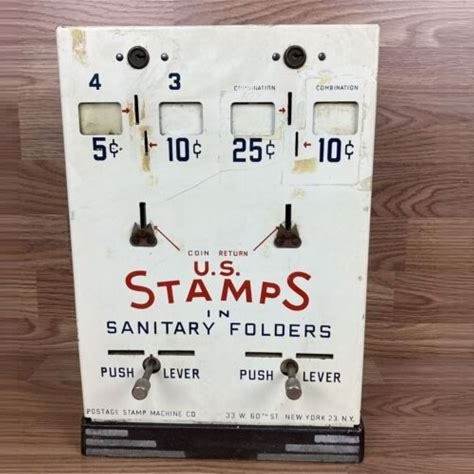 4 3 COMBINATION COMBINATION
5¢ 10¢ 25¢ 10¢
COIN RETURN
U.S.
STAMPS
IN
SANITARY FOLDERS
PUSH LEVER PUSH LEVER
POSTAGE STAMP MACHINE CO 33 W. 60TH ST. NEW YORK 23 N.Y.